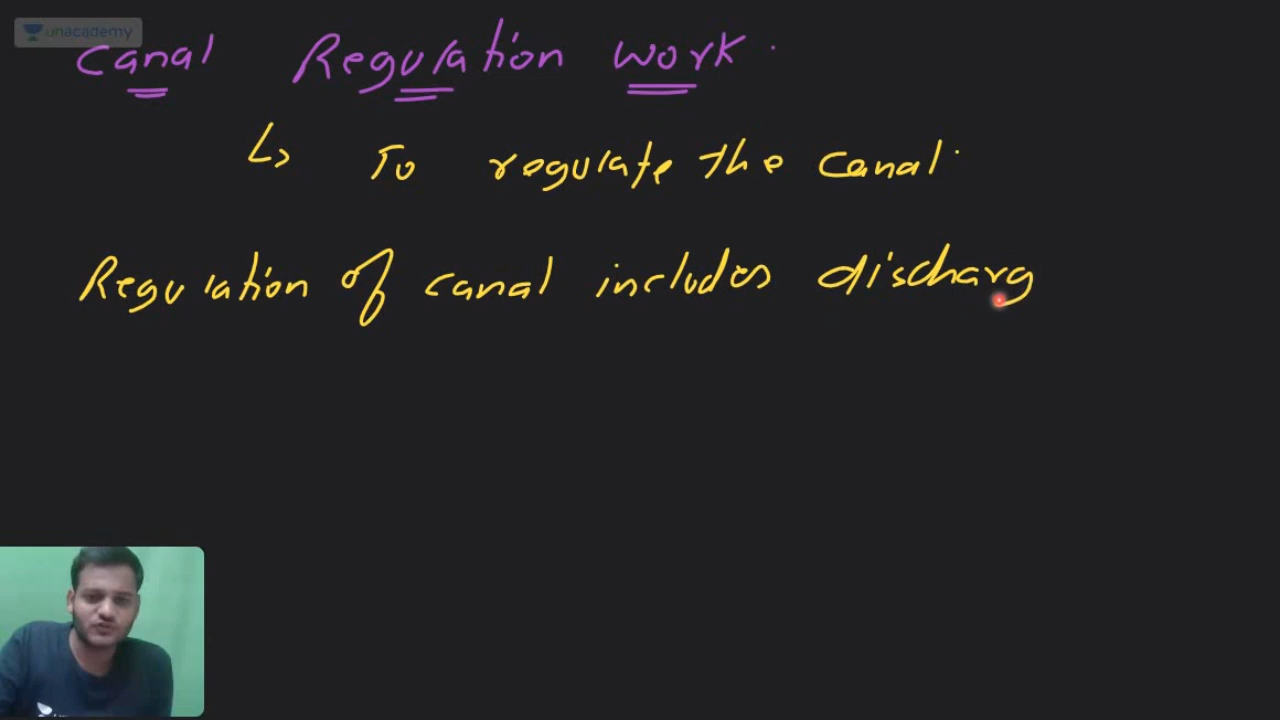 unacademy
Canal Regulation work.
↳ To regulate the canal.
Regulation of canal includes discharg